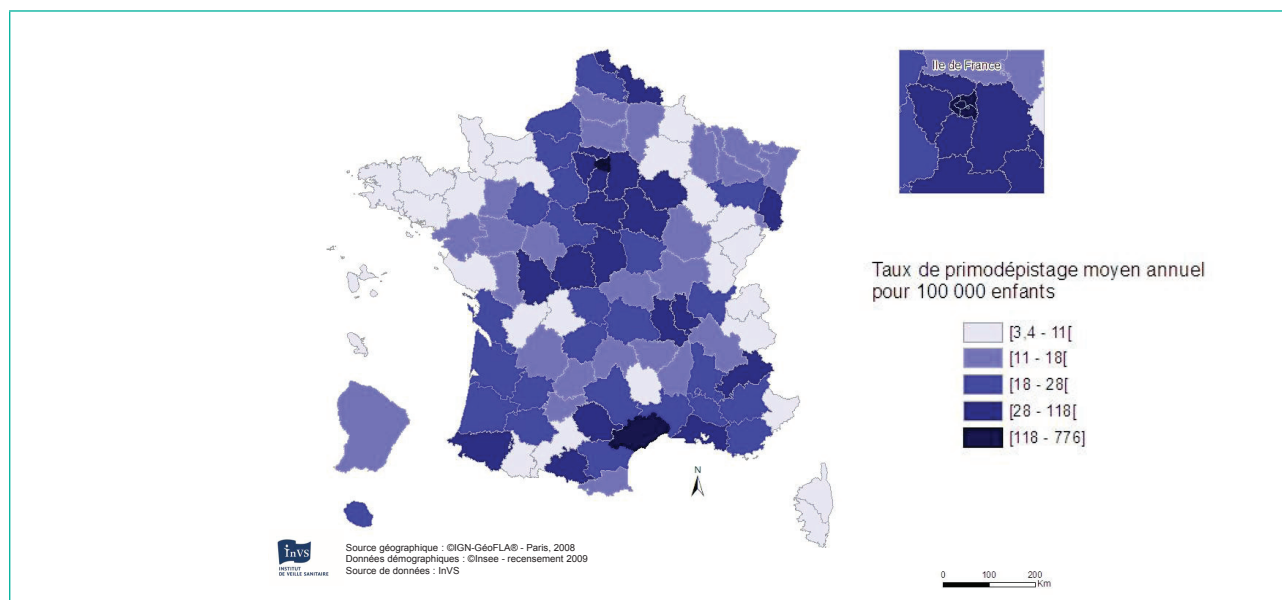 Ile de France
Taux de primodépistage moyen annuel
pour 100 000 enfants
[3,4 - 11[
[11 - 18[
[18 - 28[
[28 - 118[
[118 - 776]
N
InVS
INSTITUT
DE VEILLE SANITAIRE
Source géographique : ©IGN-GéoFLA® - Paris, 2008
Données démographiques : ©Insee - recensement 2009
Source de données : InVS
0 100 200
Km